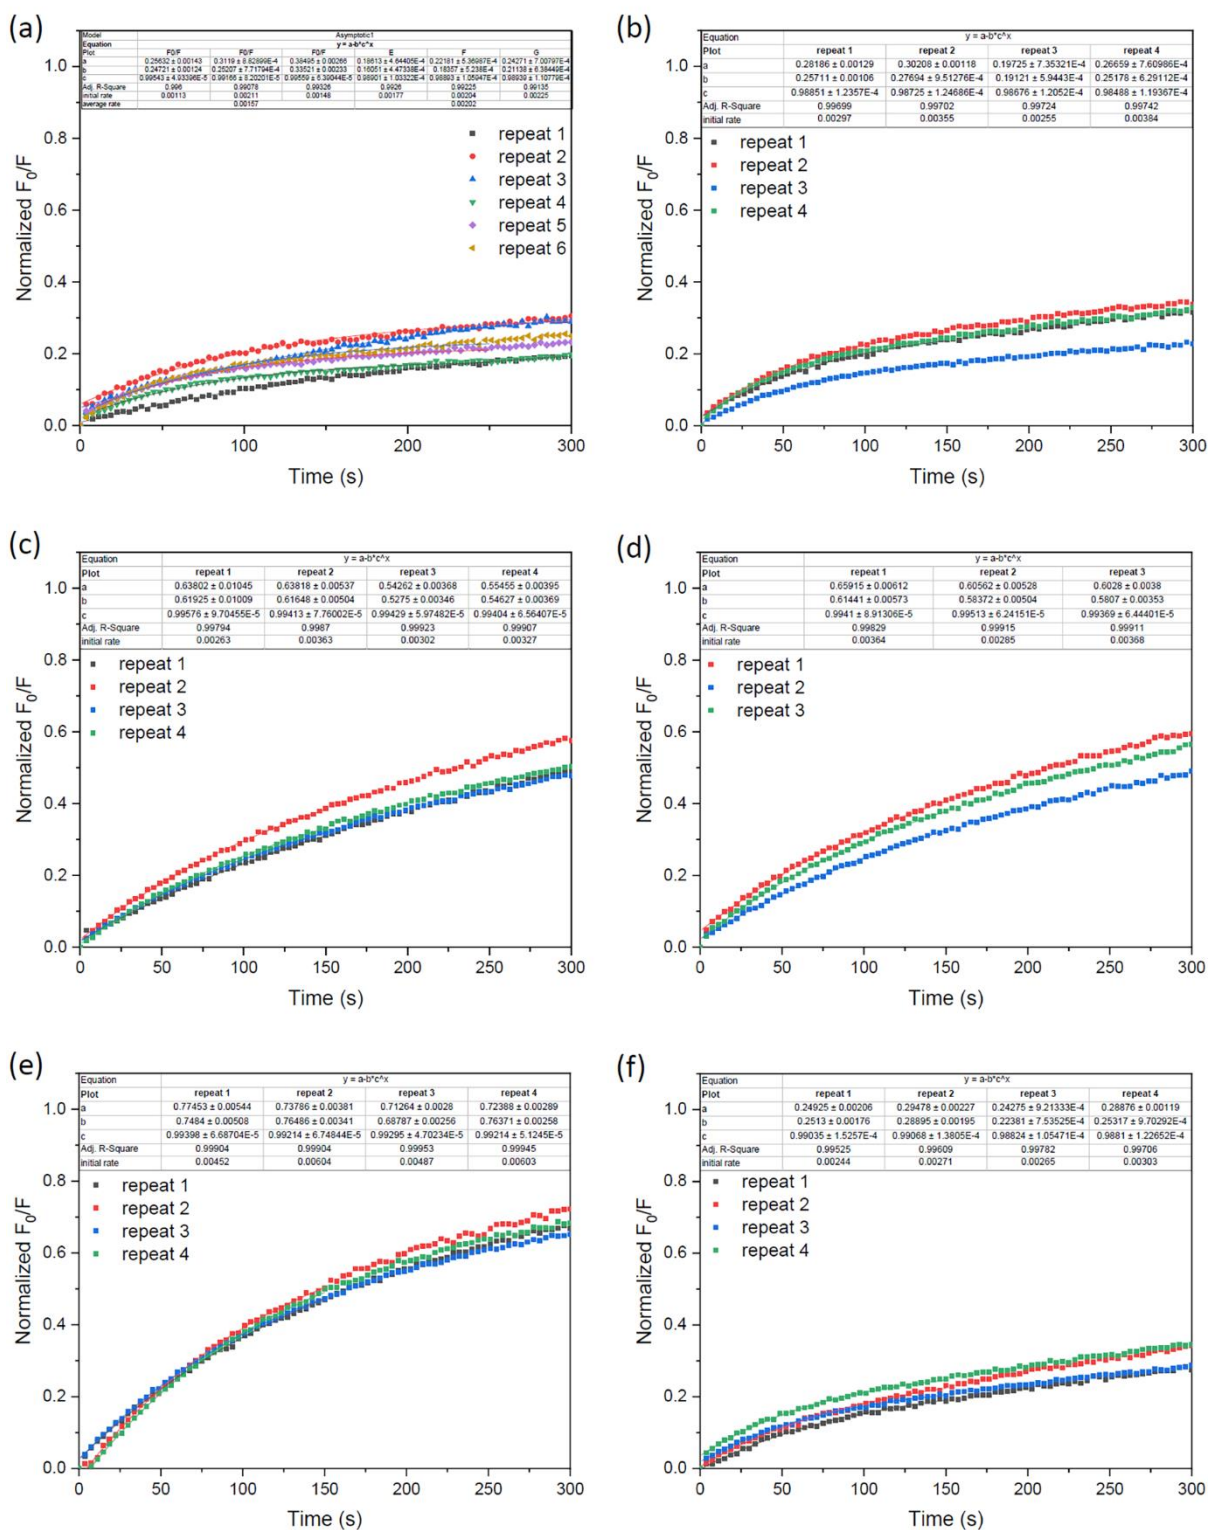 (a)
Model Asymptotic1
Equation y = a-b*c^x
Plot F0/F F0/F F0/F E F G
a 0.25632 ± 0.00143 0.3119 ± 8.82899E-4 0.38495 ± 0.00266 0.18613 ± 4.64406E-4 0.22181 ± 5.36987E-4 0.24271 ± 7.00797E-4
b 0.24721 ± 0.00124 0.25207 ± 7.71794E-4 0.33521 ± 0.00233 0.16051 ± 4.47338E-4 0.18357 ± 5.238E-4 0.21138 ± 6.38449E-4
c 0.99543 ± 4.93396E-5 0.99166 ± 8.20201E-5 0.99559 ± 6.39044E-5 0.98901 ± 1.03322E-4 0.98893 ± 1.05947E-4 0.98939 ± 1.10779E-4
Adj. R-Square 0.996 0.99078 0.99326 0.9926 0.99225 0.99135
initial rate 0.00113 0.00211 0.00148 0.00177 0.00204 0.00225
average rate 0.00157 0.00202
repeat 1
repeat 2
repeat 3
repeat 4
repeat 5
repeat 6
Normalized F0/F
1.0
0.8
0.6
0.4
0.2
0.0
0 50 100 150 200 250 300
Time (s)
(b)
Equation y = a-b*c^x
Plot repeat 1 repeat 2 repeat 3 repeat 4
a 0.28186 ± 0.00129 0.30208 ± 0.00118 0.19725 ± 7.35321E-4 0.26659 ± 7.60986E-4
b 0.25711 ± 0.00106 0.27694 ± 9.51276E-4 0.19121 ± 5.9443E-4 0.25178 ± 6.29112E-4
c 0.98851 ± 1.2357E-4 0.98725 ± 1.24686E-4 0.98676 ± 1.2052E-4 0.98488 ± 1.19367E-4
Adj. R-Square 0.99699 0.99702 0.99724 0.99742
initial rate 0.00297 0.00355 0.00255 0.00384
repeat 1
repeat 2
repeat 3
repeat 4
Normalized F0/F
1.0
0.8
0.6
0.4
0.2
0.0
0 50 100 150 200 250 300
Time (s)
(c)
Equation y = a-b*c^x
Plot repeat 1 repeat 2 repeat 3 repeat 4
a 0.63802 ± 0.01045 0.63818 ± 0.00537 0.54262 ± 0.00368 0.55455 ± 0.00395
b 0.61925 ± 0.01009 0.61648 ± 0.00504 0.5275 ± 0.00346 0.54627 ± 0.00369
c 0.99576 ± 9.70455E-5 0.99413 ± 7.76002E-5 0.99429 ± 5.97482E-5 0.99404 ± 6.56407E-5
Adj. R-Square 0.99794 0.9987 0.99923 0.99907
initial rate 0.00263 0.00363 0.00302 0.00327
repeat 1
repeat 2
repeat 3
repeat 4
Normalized F0/F
1.0
0.8
0.6
0.4
0.2
0.0
0 50 100 150 200 250 300
Time (s)
(d)
Equation y = a-b*c^x
Plot repeat 1 repeat 2 repeat 3
a 0.65915 ± 0.00612 0.60562 ± 0.00528 0.6028 ± 0.0038
b 0.61441 ± 0.00573 0.58372 ± 0.00504 0.5807 ± 0.00353
c 0.9941 ± 8.91306E-5 0.99513 ± 6.24151E-5 0.99369 ± 6.44401E-5
Adj. R-Square 0.99829 0.99915 0.99911
initial rate 0.00364 0.00285 0.00368
repeat 1
repeat 2
repeat 3
Normalized F0/F
1.0
0.8
0.6
0.4
0.2
0.0
0 50 100 150 200 250 300
Time (s)
(e)
Equation y = a-b*c^x
Plot repeat 1 repeat 2 repeat 3 repeat 4
a 0.77453 ± 0.00544 0.73786 ± 0.00381 0.71264 ± 0.0028 0.72388 ± 0.00289
b 0.7484 ± 0.00508 0.76486 ± 0.00341 0.68787 ± 0.00256 0.76371 ± 0.00258
c 0.99398 ± 6.68704E-5 0.99214 ± 6.74844E-5 0.99295 ± 4.70234E-5 0.99214 ± 5.1245E-5
Adj. R-Square 0.99904 0.99904 0.99953 0.99945
initial rate 0.00452 0.00604 0.00487 0.00603
repeat 1
repeat 2
repeat 3
repeat 4
Normalized F0/F
1.0
0.8
0.6
0.4
0.2
0.0
0 50 100 150 200 250 300
Time (s)
(f)
Equation y = a-b*c^x
Plot repeat 1 repeat 2 repeat 3 repeat 4
a 0.24925 ± 0.00206 0.29478 ± 0.00227 0.24275 ± 9.21333E-4 0.28876 ± 0.00119
b 0.2513 ± 0.00176 0.28895 ± 0.00195 0.22381 ± 7.53525E-4 0.25317 ± 9.70292E-4
c 0.99035 ± 1.5257E-4 0.99068 ± 1.3805E-4 0.98824 ± 1.05471E-4 0.9881 ± 1.22652E-4
Adj. R-Square 0.99525 0.99609 0.99782 0.99706
initial rate 0.00244 0.00271 0.00265 0.00303
repeat 1
repeat 2
repeat 3
repeat 4
Normalized F0/F
1.0
0.8
0.6
0.4
0.2
0.0
0 50 100 150 200 250 300
Time (s)